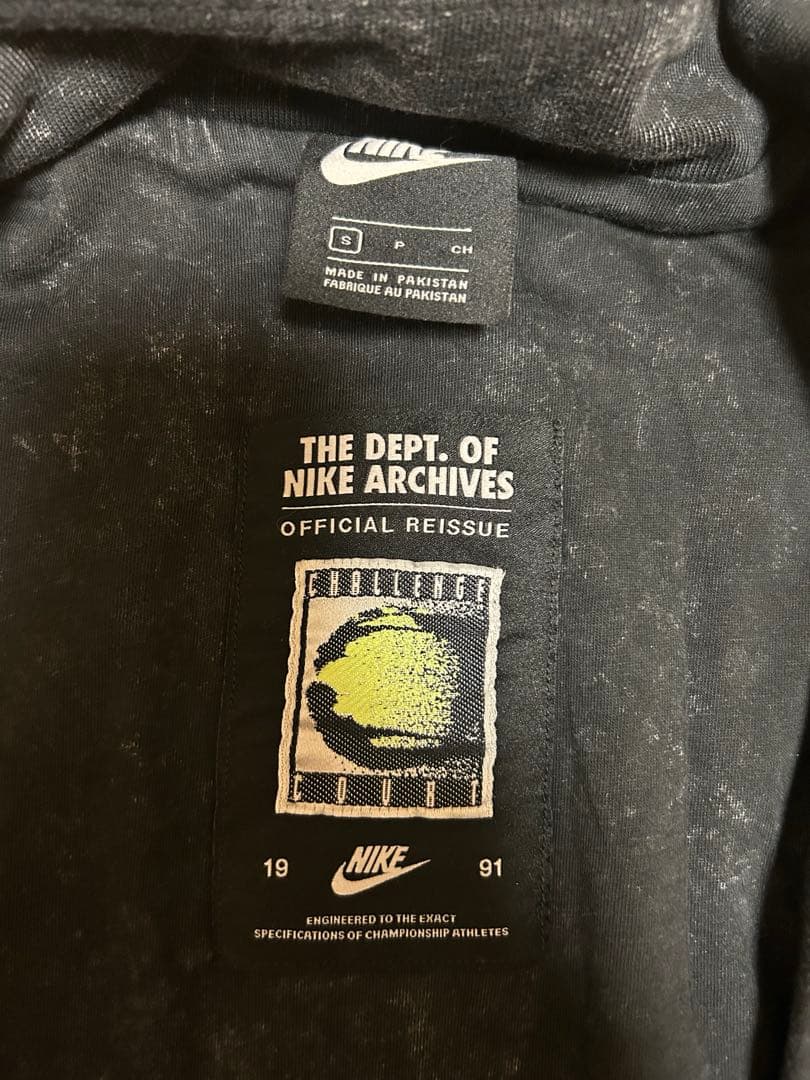 NIKE
S P CH
MADE IN PAKISTAN
FABRIQUE AU PAKISTAN
THE DEPT. OF
NIKE ARCHIVES
OFFICIAL REISSUE
CHALLENGE
COURT
19 NIKE 91
ENGINEERED TO THE EXACT
SPECIFICATIONS OF CHAMPIONSHIP ATHLETES